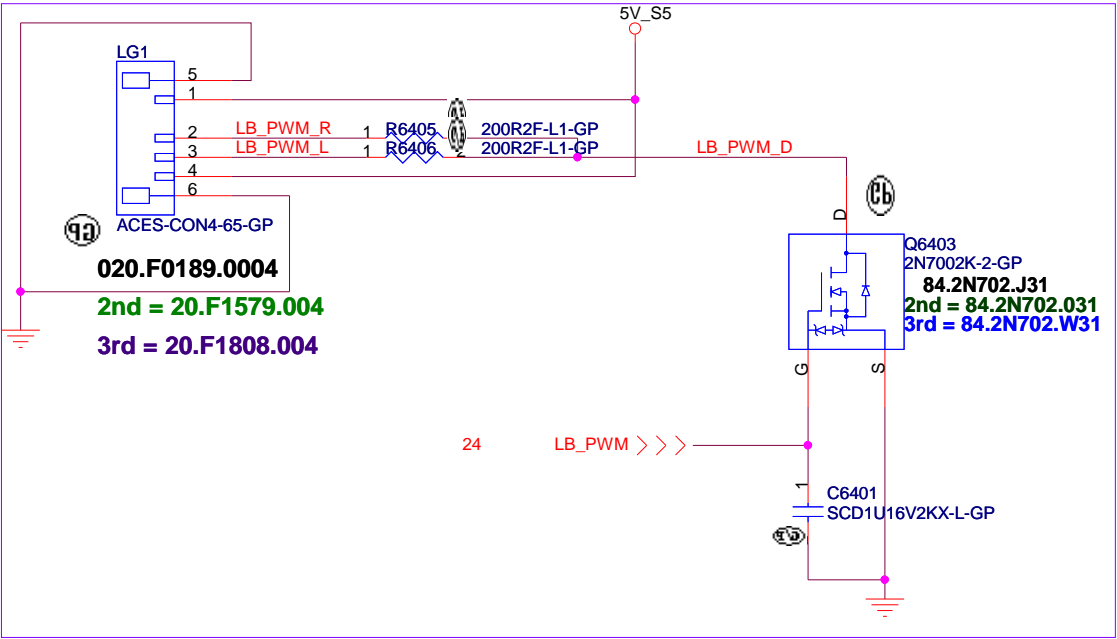 5V_S5
LG1
5
1
2 LB_PWM_R 1 R6405 200R2F-L1-GP
3 LB_PWM_L 1 R6406 2 200R2F-L1-GP
LB_PWM_D
4
6
GP
ACES-CON4-65-GP
020.F0189.0004
2nd = 20.F1579.004
3rd = 20.F1808.004
D
Q6403
2N7002K-2-GP
84.2N702.J31
2nd = 84.2N702.031
3rd = 84.2N702.W31
G
S
24 LB_PWM
1
C6401
SCD1U16V2KX-L-GP